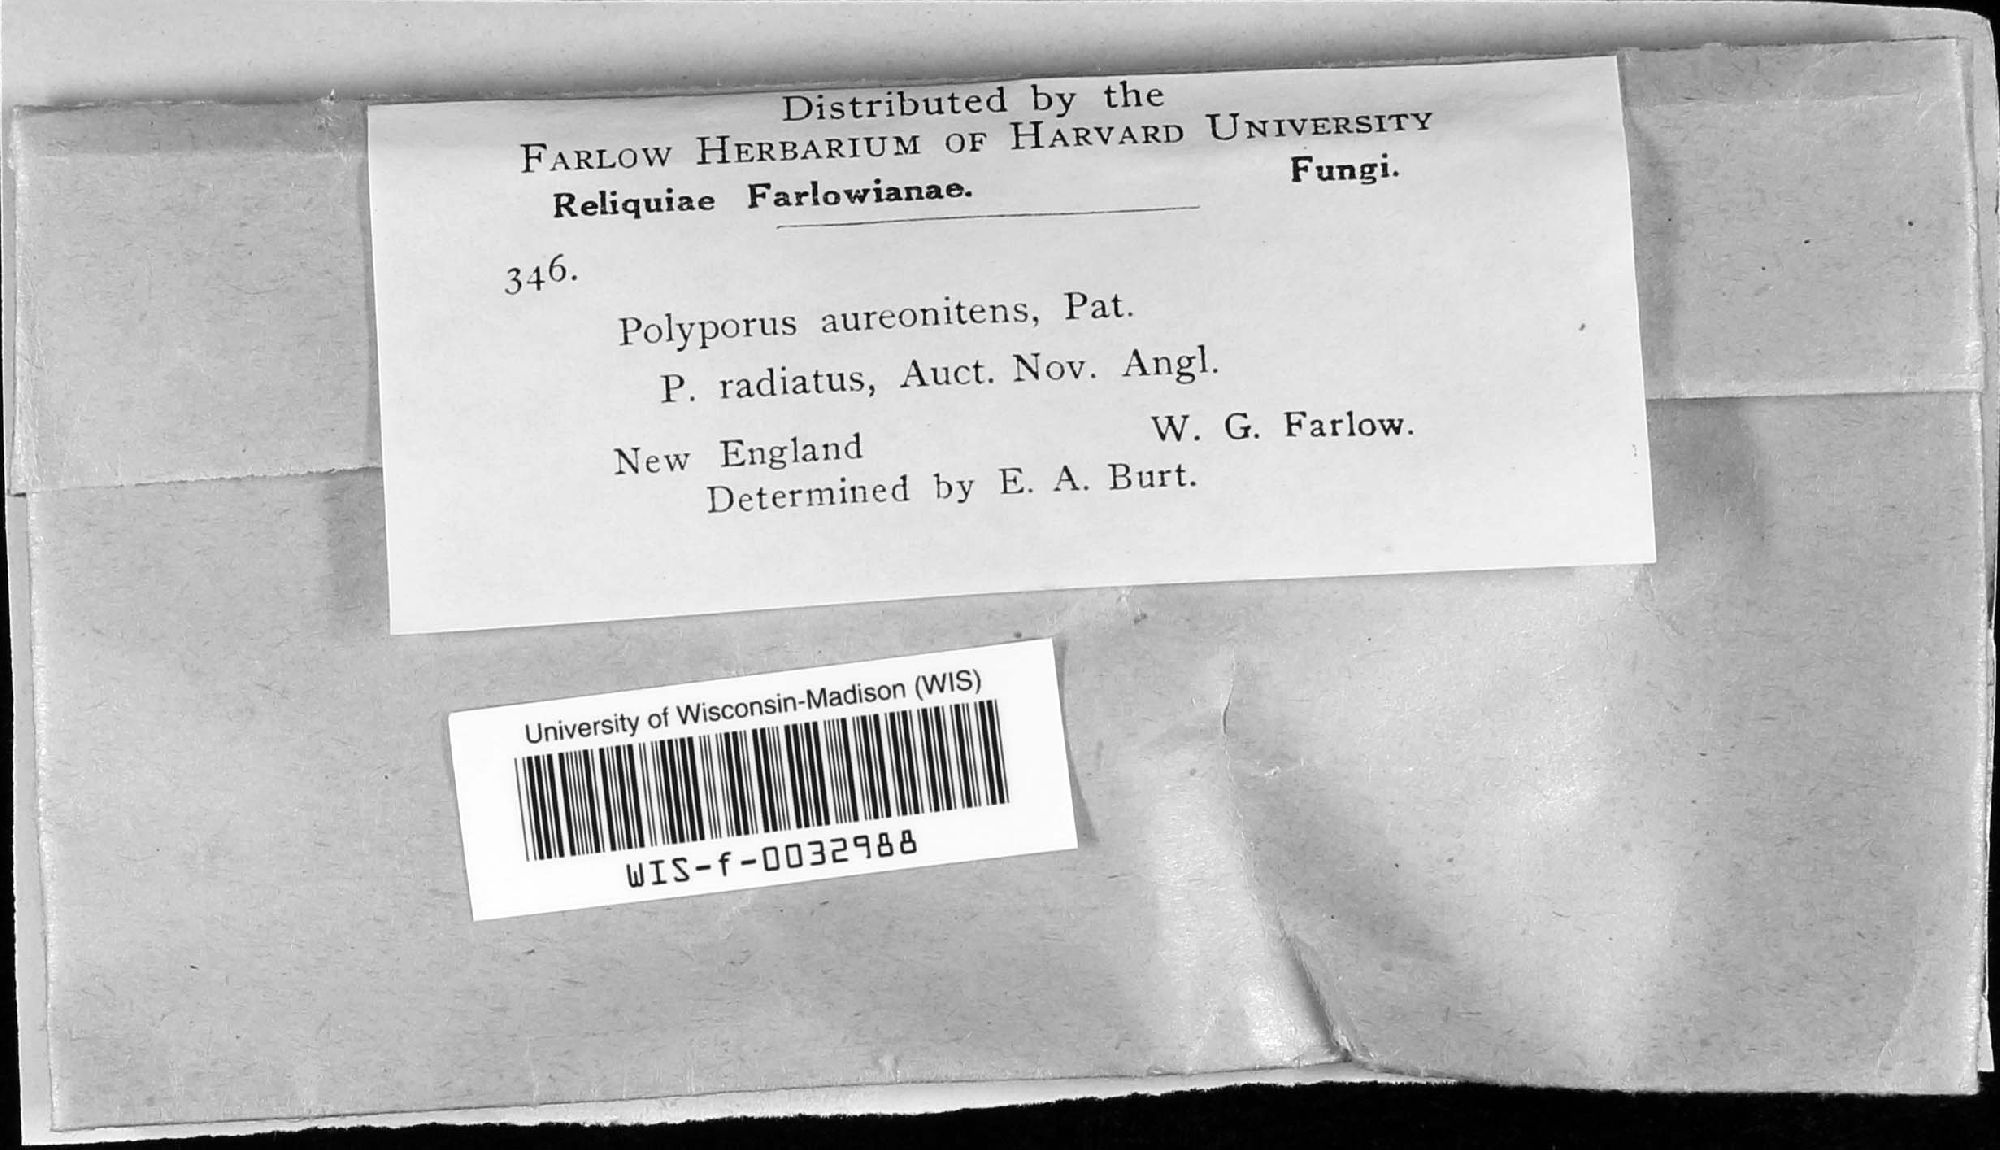 Distributed by the
Farlow Herbarium of Harvard University
Reliquiae Farlowianae. Fungi.
346.
Polyporus aureonitens, Pat.
P. radiatus, Auct. Nov. Angl.
New England W. G. Farlow.
Determined by E. A. Burt.
University of Wisconsin-Madison (WIS)
WIS-f-0032988